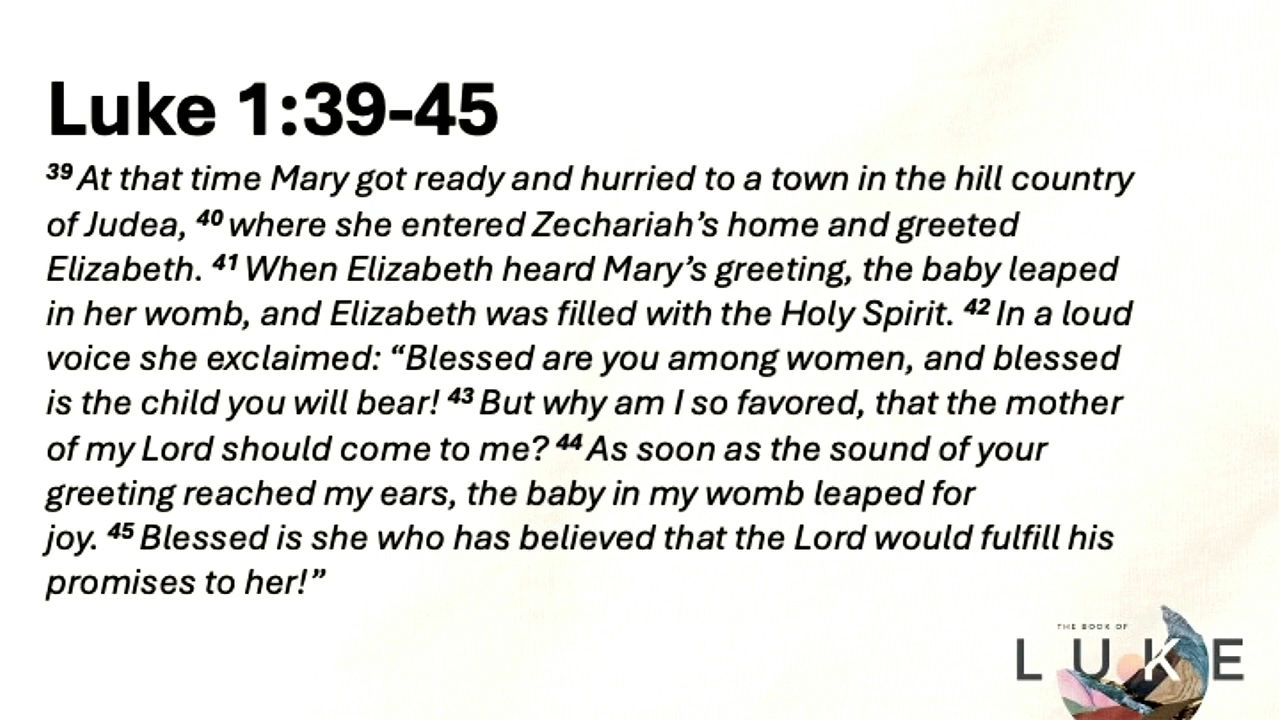 Luke 1:39-45
39 At that time Mary got ready and hurried to a town in the hill country
of Judea, 40 where she entered Zechariah’s home and greeted
Elizabeth. 41 When Elizabeth heard Mary’s greeting, the baby leaped
in her womb, and Elizabeth was filled with the Holy Spirit. 42 In a loud
voice she exclaimed: “Blessed are you among women, and blessed
is the child you will bear! 43 But why am I so favored, that the mother
of my Lord should come to me? 44 As soon as the sound of your
greeting reached my ears, the baby in my womb leaped for
joy. 45 Blessed is she who has believed that the Lord would fulfill his
promises to her!”
THE BOOK OF
LUKE